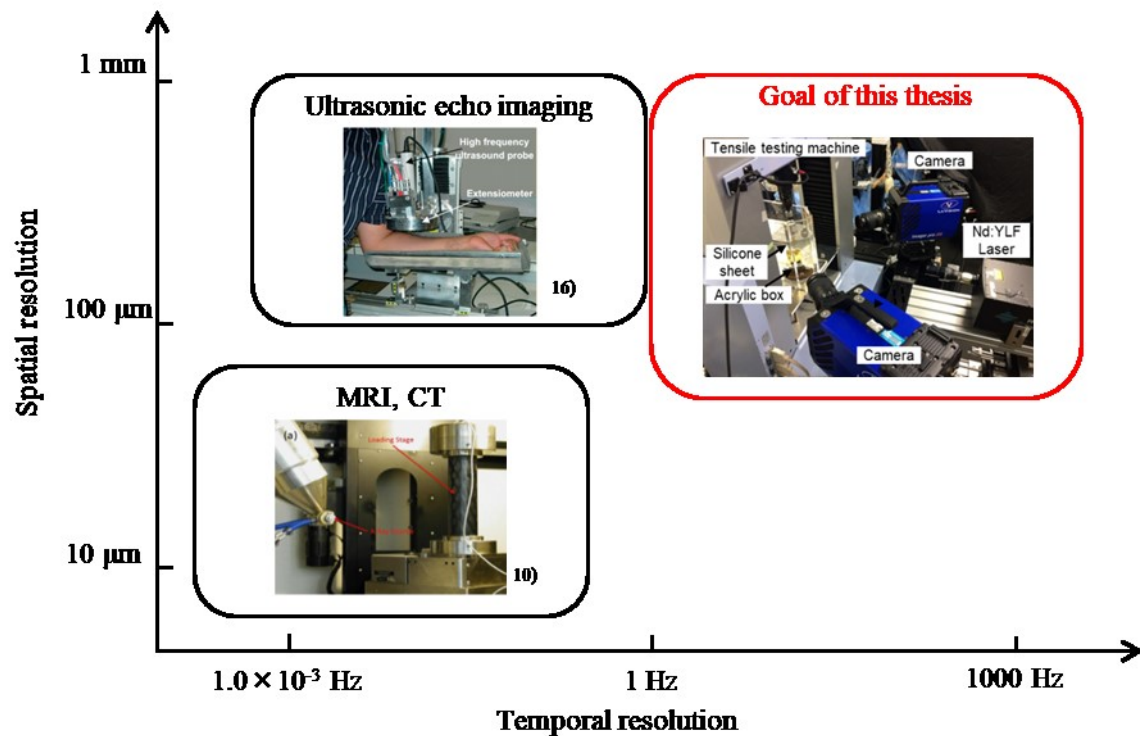 1 mm
100 μm
10 μm
Spatial resolution
Ultrasonic echo imaging
High frequency
ultrasound probe
Extensiometer
16)
Goal of this thesis
Tensile testing machine
Camera
Nd:YLF
Laser
Silicone
sheet
Acrylic box
Camera
MRI, CT
(a)
Loading Stage
10)
1.0 × 10⁻³ Hz
1 Hz
1000 Hz
Temporal resolution